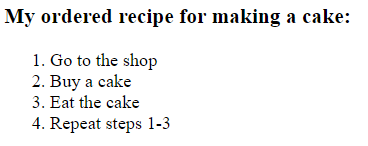 My ordered recipe for making a cake:
1. Go to the shop
2. Buy a cake
3. Eat the cake
4. Repeat steps 1-3